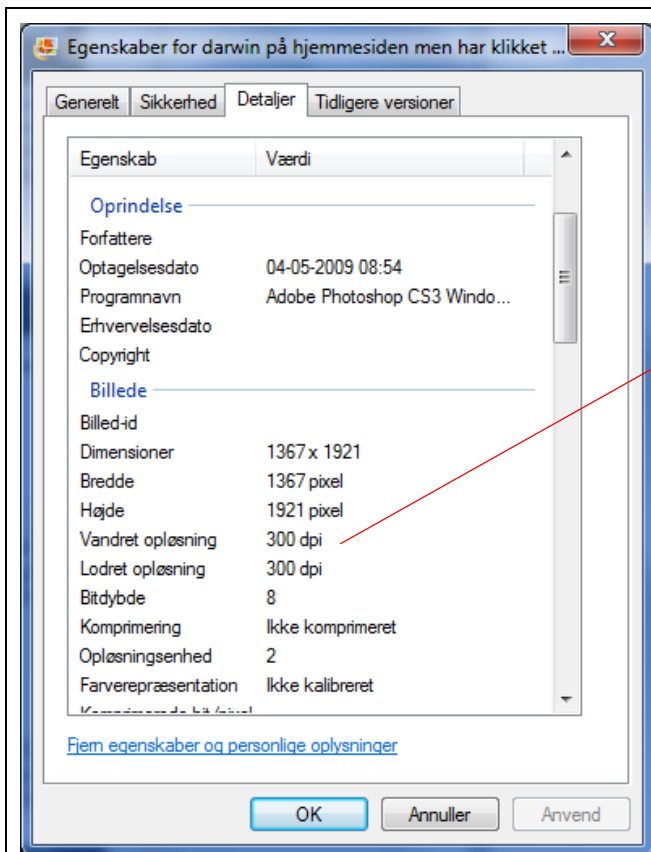 Egenskaber for darwin på hjemmesiden men har klikket ...
Generelt Sikkerhed Detaljer Tidligere versioner
Egenskab Værdi
Oprindelse
Forfattere
Optagelsesdato 04-05-2009 08:54
Programnavn Adobe Photoshop CS3 Windo...
Erhvervelsesdato
Copyright
Billede
Billed-id
Dimensioner 1367 x 1921
Bredde 1367 pixel
Højde 1921 pixel
Vandret opløsning 300 dpi
Lodret opløsning 300 dpi
Bitdybde 8
Komprimering Ikke komprimeret
Opløsningsenhed 2
Farverepræsentation Ikke kalibreret
Fjern egenskaber og personlige oplysninger
OK Annuller Anvend